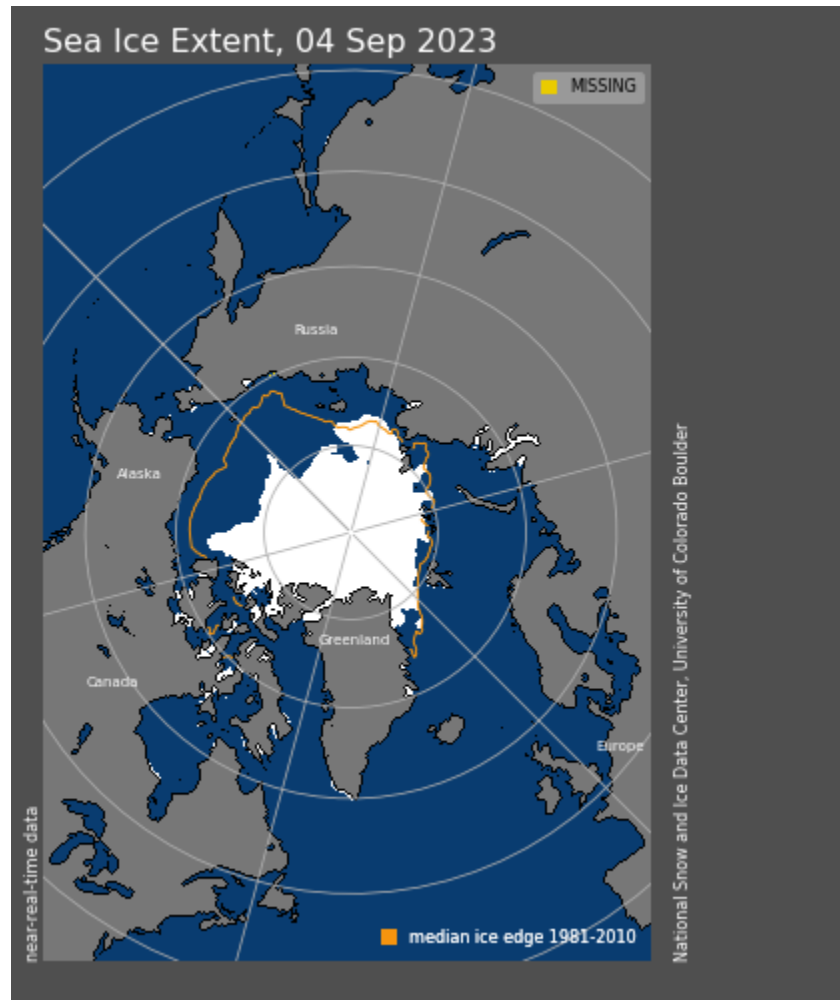 Sea Ice Extent, 04 Sep 2023
MISSING
Russia
Alaska
Greenland
Canada
Europe
median ice edge 1981-2010
near-real-time data
National Snow and Ice Data Center, University of Colorado Boulder